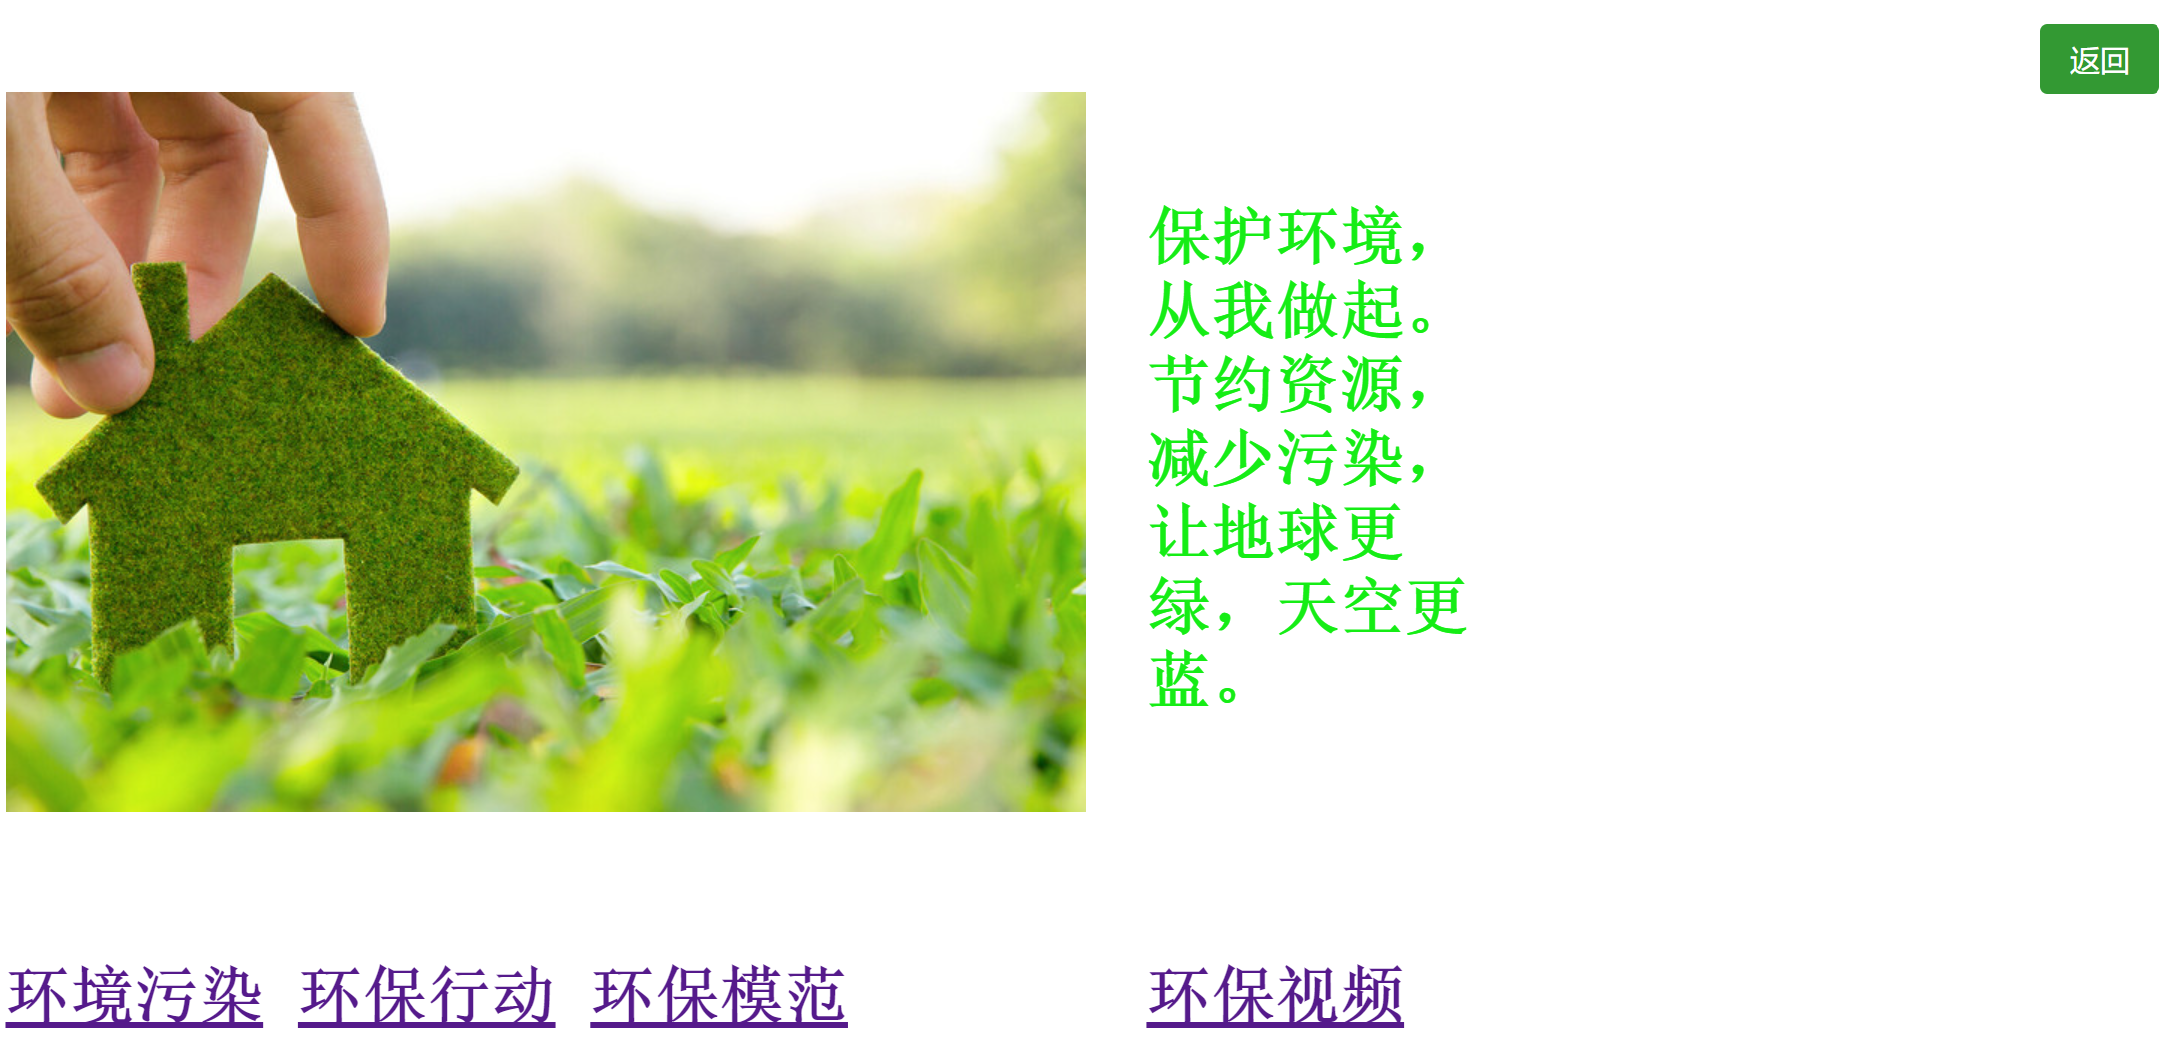 返回
保护环境，
从我做起。
节约资源，
减少污染，
让地球更
绿，天空更
蓝。
环境污染 环保行动 环保模范 环保视频